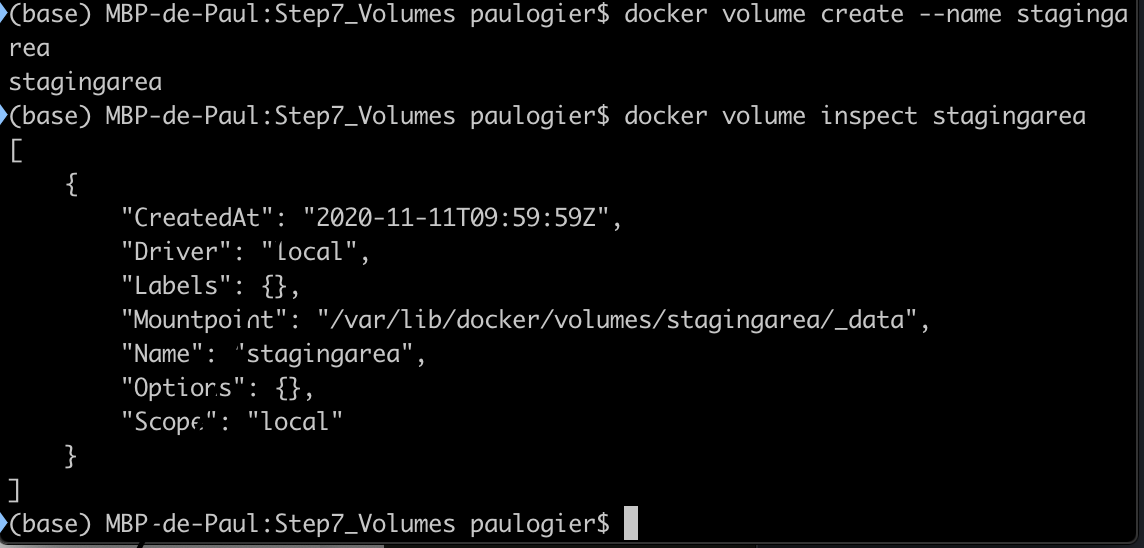 (base) MBP-de-Paul:Step7_Volumes paulogier$ docker volume create --name staginga
rea
stagingarea
(base) MBP-de-Paul:Step7_Volumes paulogier$ docker volume inspect stagingarea
[
    {
        "CreatedAt": "2020-11-11T09:59:59Z",
        "Driver": "local",
        "Labels": {},
        "Mountpoint": "/var/lib/docker/volumes/stagingarea/_data",
        "Name": "stagingarea",
        "Options": {},
        "Scope": "local"
    }
]
(base) MBP-de-Paul:Step7_Volumes paulogier$